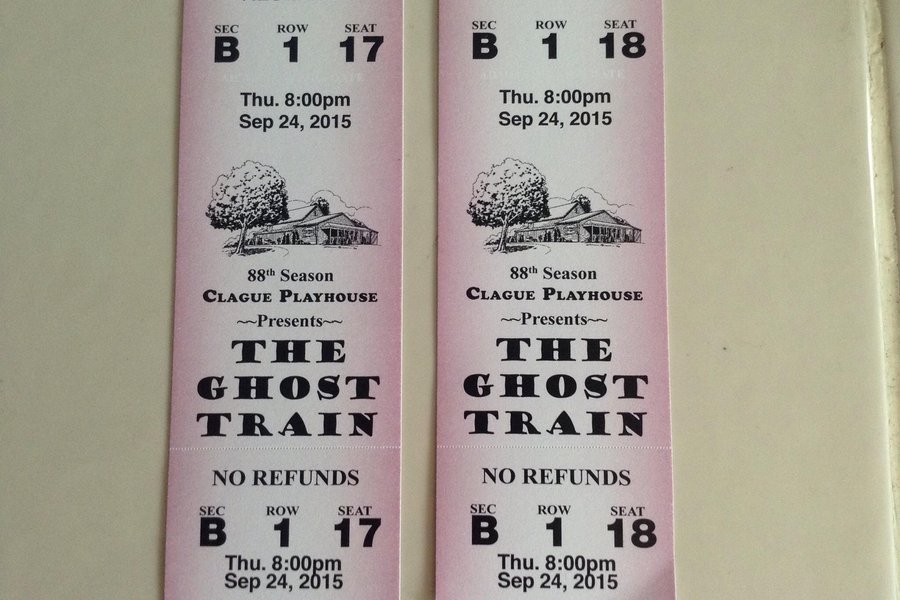 SEC ROW SEAT
B 1 17
Thu. 8:00pm
Sep 24, 2015
88th Season
CLAGUE PLAYHOUSE
~~Presents~~
THE
GHOST
TRAIN
NO REFUNDS
SEC ROW SEAT
B 1 17
Thu. 8:00pm
Sep 24, 2015
SEC ROW SEAT
B 1 18
Thu. 8:00pm
Sep 24, 2015
88th Season
CLAGUE PLAYHOUSE
~~Presents~~
THE
GHOST
TRAIN
NO REFUNDS
SEC ROW SEAT
B 1 18
Thu. 8:00pm
Sep 24, 2015